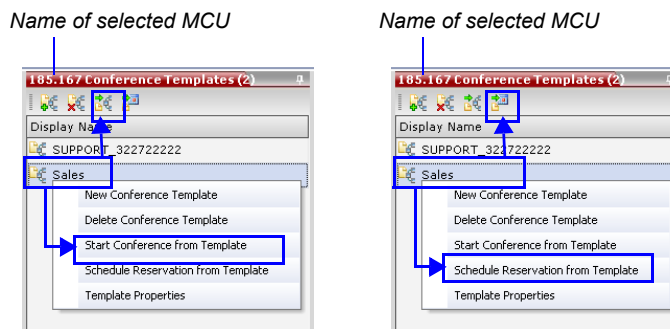 Name of selected MCU
185.167 Conference Templates (2)
Display Name
SUPPORT_322722222
Sales
New Conference Template
Delete Conference Template
Start Conference from Template
Schedule Reservation from Template
Template Properties
Name of selected MCU
185.167 Conference Templates (2)
Display Name
SUPPORT_322722222
Sales
New Conference Template
Delete Conference Template
Start Conference from Template
Schedule Reservation from Template
Template Properties